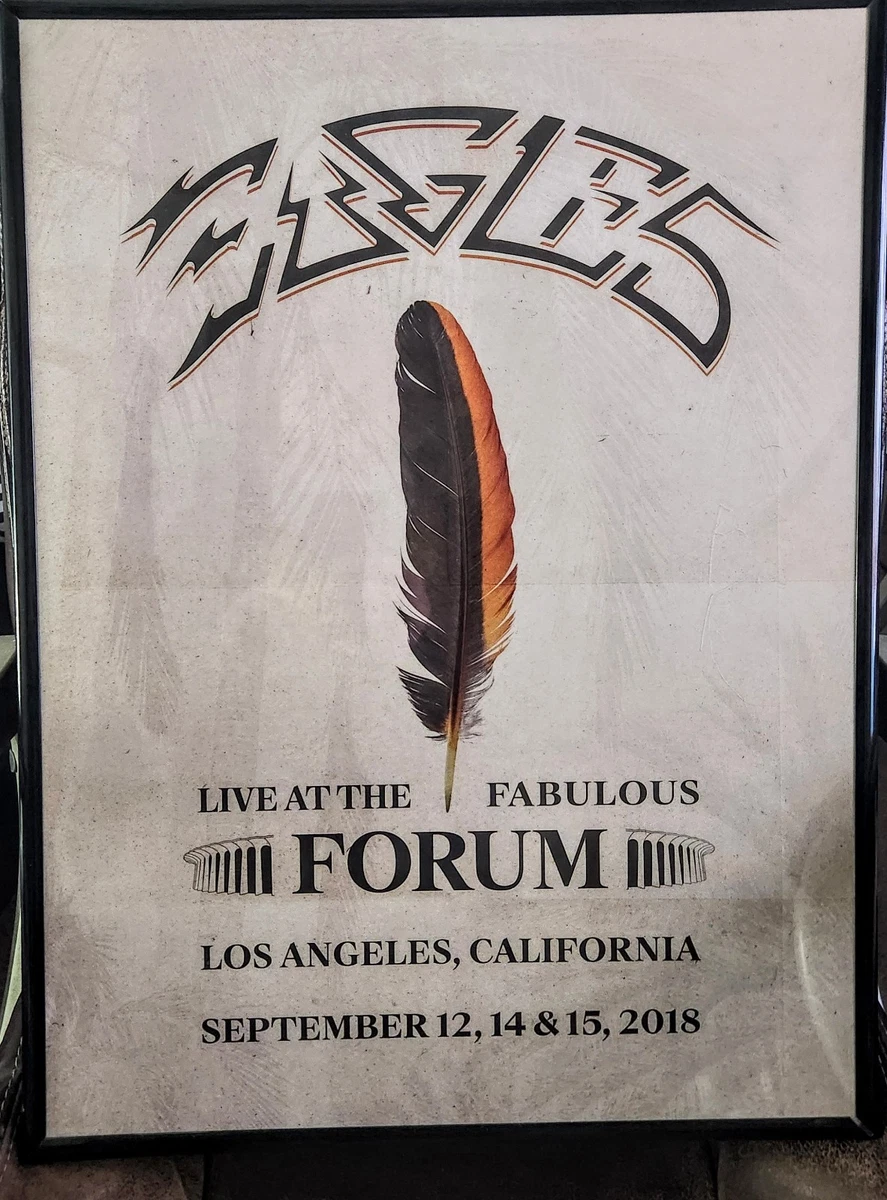 EAGLES
LIVE AT THE FABULOUS
FORUM
LOS ANGELES, CALIFORNIA
SEPTEMBER 12, 14 & 15, 2018